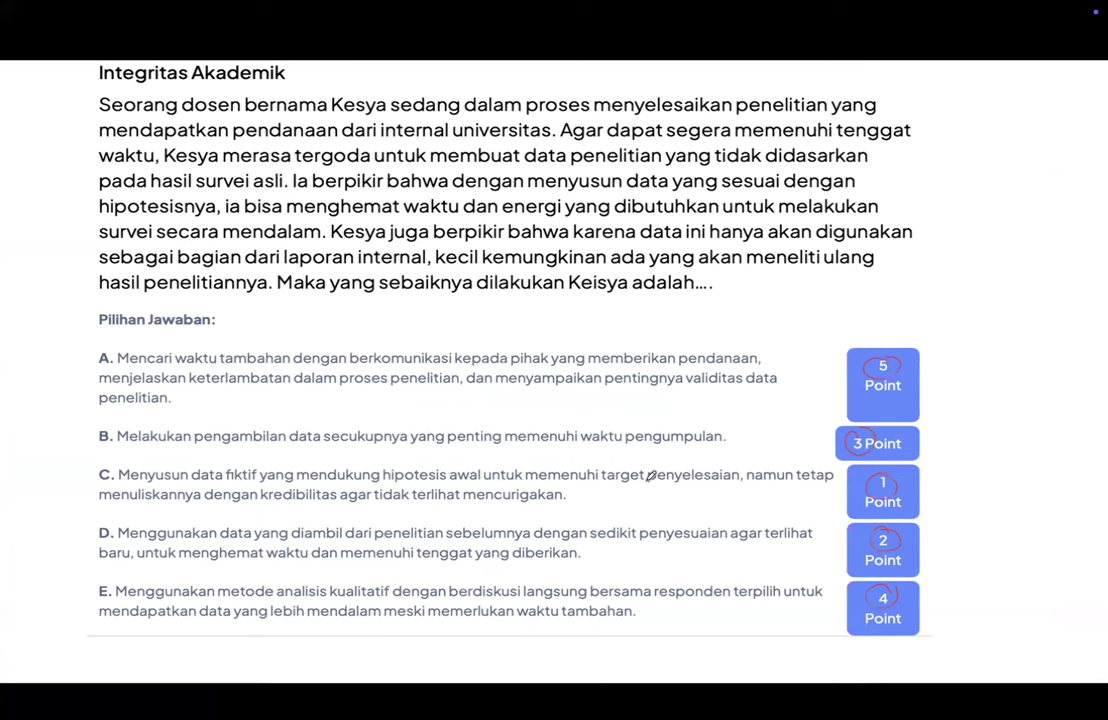 Integritas Akademik
Seorang dosen bernama Kesya sedang dalam proses menyelesaikan penelitian yang
mendapatkan pendanaan dari internal universitas. Agar dapat segera memenuhi tenggat
waktu, Kesya merasa tergoda untuk membuat data penelitian yang tidak didasarkan
pada hasil survei asli. Ia berpikir bahwa dengan menyusun data yang sesuai dengan
hipotesisnya, ia bisa menghemat waktu dan energi yang dibutuhkan untuk melakukan
survei secara mendalam. Kesya juga berpikir bahwa karena data ini hanya akan digunakan
sebagai bagian dari laporan internal, kecil kemungkinan ada yang akan meneliti ulang
hasil penelitiannya. Maka yang sebaiknya dilakukan Keisya adalah....
Pilihan Jawaban:
A. Mencari waktu tambahan dengan berkomunikasi kepada pihak yang memberikan pendanaan,
menjelaskan keterlambatan dalam proses penelitian, dan menyampaikan pentingnya validitas data
penelitian.
5
Point
B. Melakukan pengambilan data secukupnya yang penting memenuhi waktu pengumpulan.
3 Point
C. Menyusun data fiktif yang mendukung hipotesis awal untuk memenuhi target penyelesaian, namun tetap
menuliskannya dengan kredibilitas agar tidak terlihat mencurigakan.
1
Point
D. Menggunakan data yang diambil dari penelitian sebelumnya dengan sedikit penyesuaian agar terlihat
baru, untuk menghemat waktu dan memenuhi tenggat yang diberikan.
2
Point
E. Menggunakan metode analisis kualitatif dengan berdiskusi langsung bersama responden terpilih untuk
mendapatkan data yang lebih mendalam meski memerlukan waktu tambahan.
4
Point